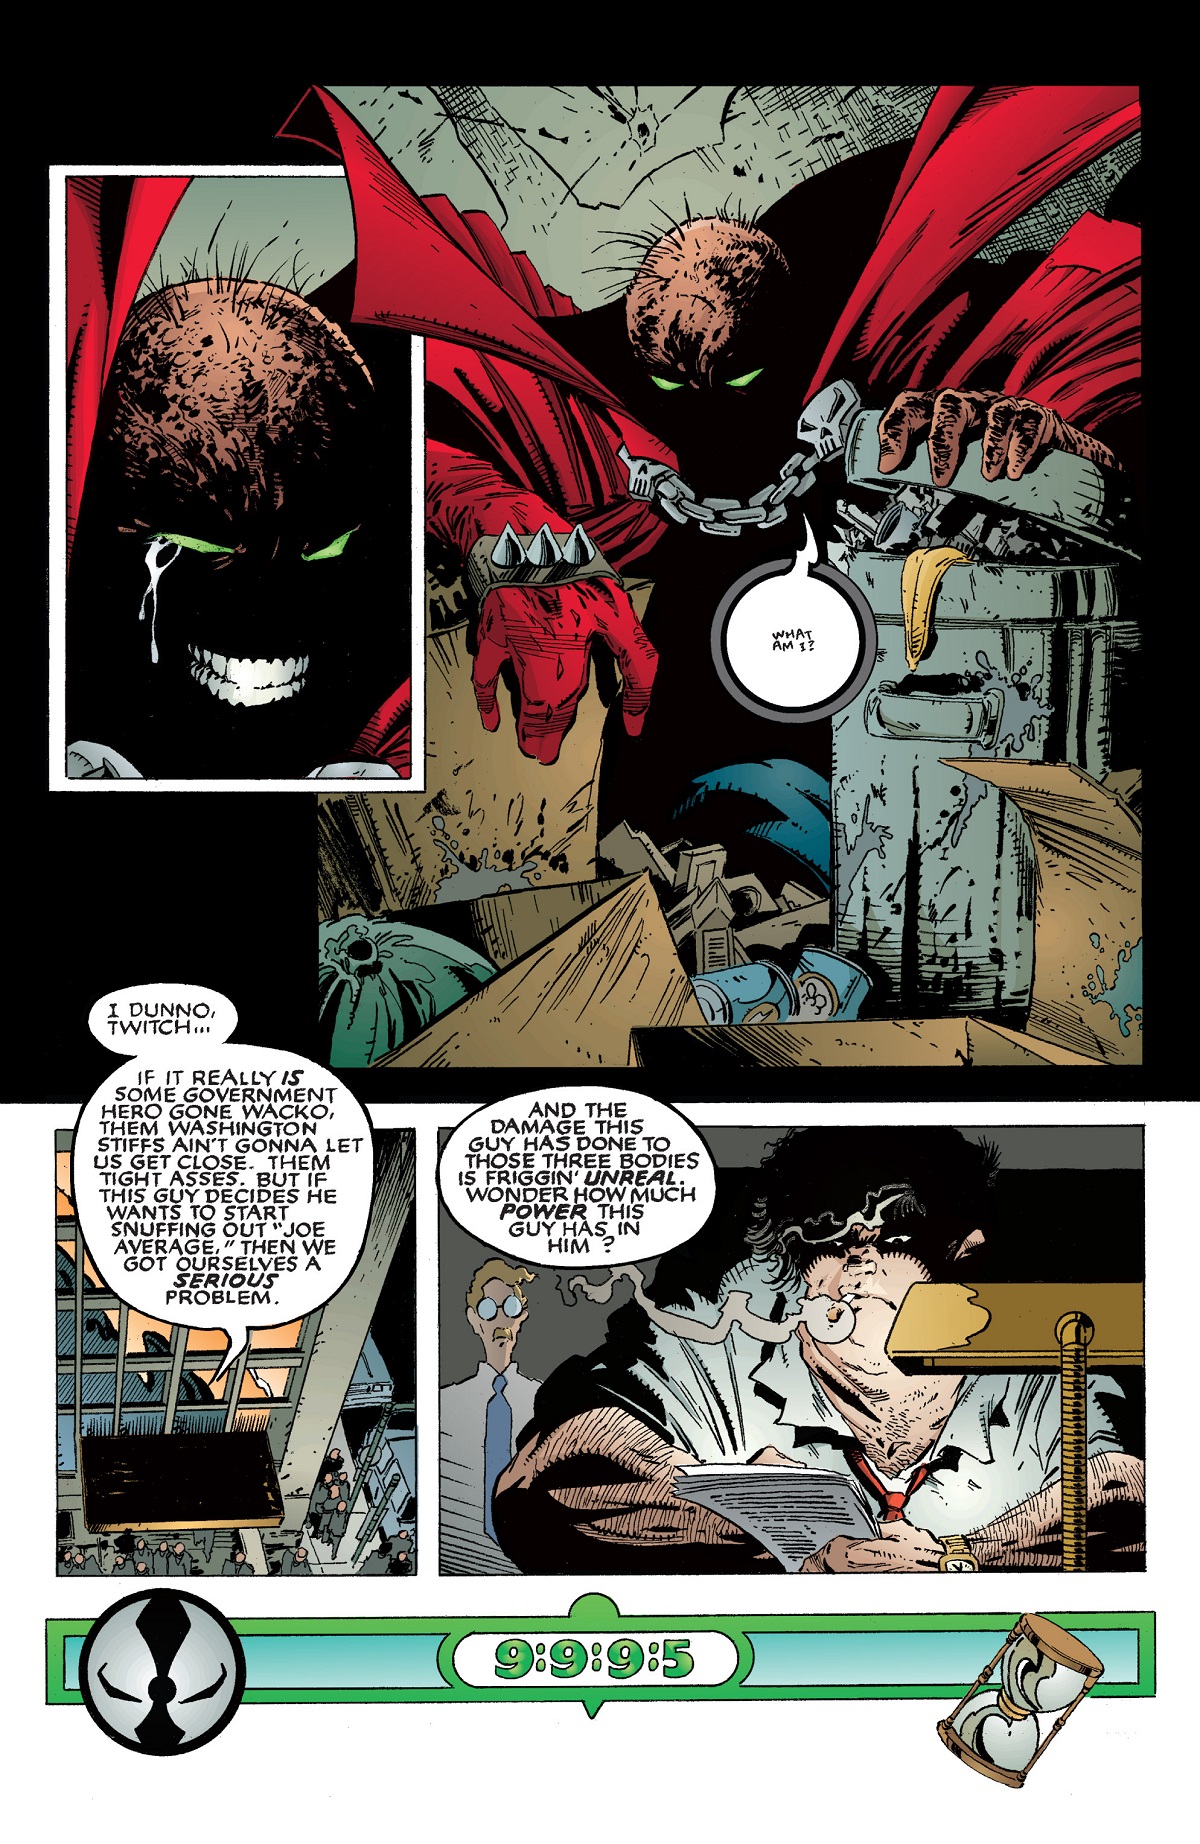 WHAT
AM I?
I DUNNO,
TWITCH...
IF IT REALLY IS
SOME GOVERNMENT
HERO GONE WACKO,
THEM WASHINGTON
STIFFS AIN'T GONNA LET
US GET CLOSE. THEM
TIGHT ASSES. BUT IF
THIS GUY DECIDES HE
WANTS TO START
SNUFFING OUT "JOE
AVERAGE," THEN WE
GOT OURSELVES A
SERIOUS
PROBLEM.
AND THE
DAMAGE THIS
GUY HAS DONE TO
THOSE THREE BODIES
IS FRIGGIN' UNREAL.
WONDER HOW MUCH
POWER THIS
GUY HAS IN
HIM?
9:9:9:5